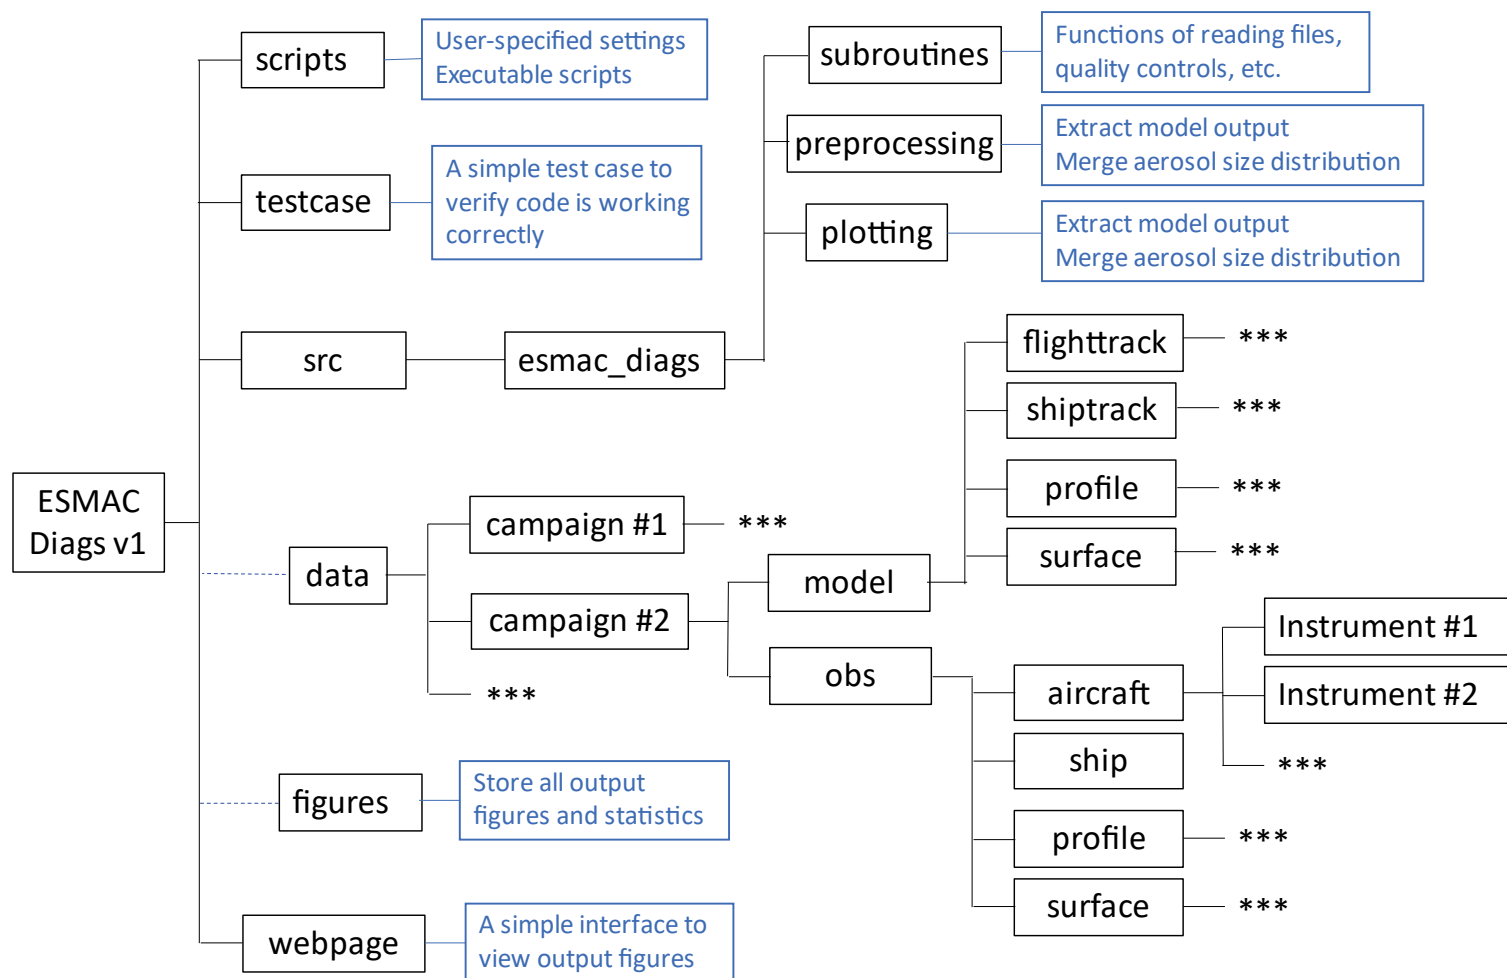 scripts
User-specified settings
Executable scripts
subroutines
Functions of reading files,
quality controls, etc.
preprocessing
Extract model output
Merge aerosol size distribution
testcase
A simple test case to
verify code is working
correctly
plotting
Extract model output
Merge aerosol size distribution
src
esmac_diags
flighttrack
***
shiptrack
***
profile
***
surface
***
ESMAC
Diags v1
data
campaign #1
***
campaign #2
***
model
obs
aircraft
Instrument #1
Instrument #2
***
ship
profile
***
surface
***
figures
Store all output
figures and statistics
webpage
A simple interface to
view output figures